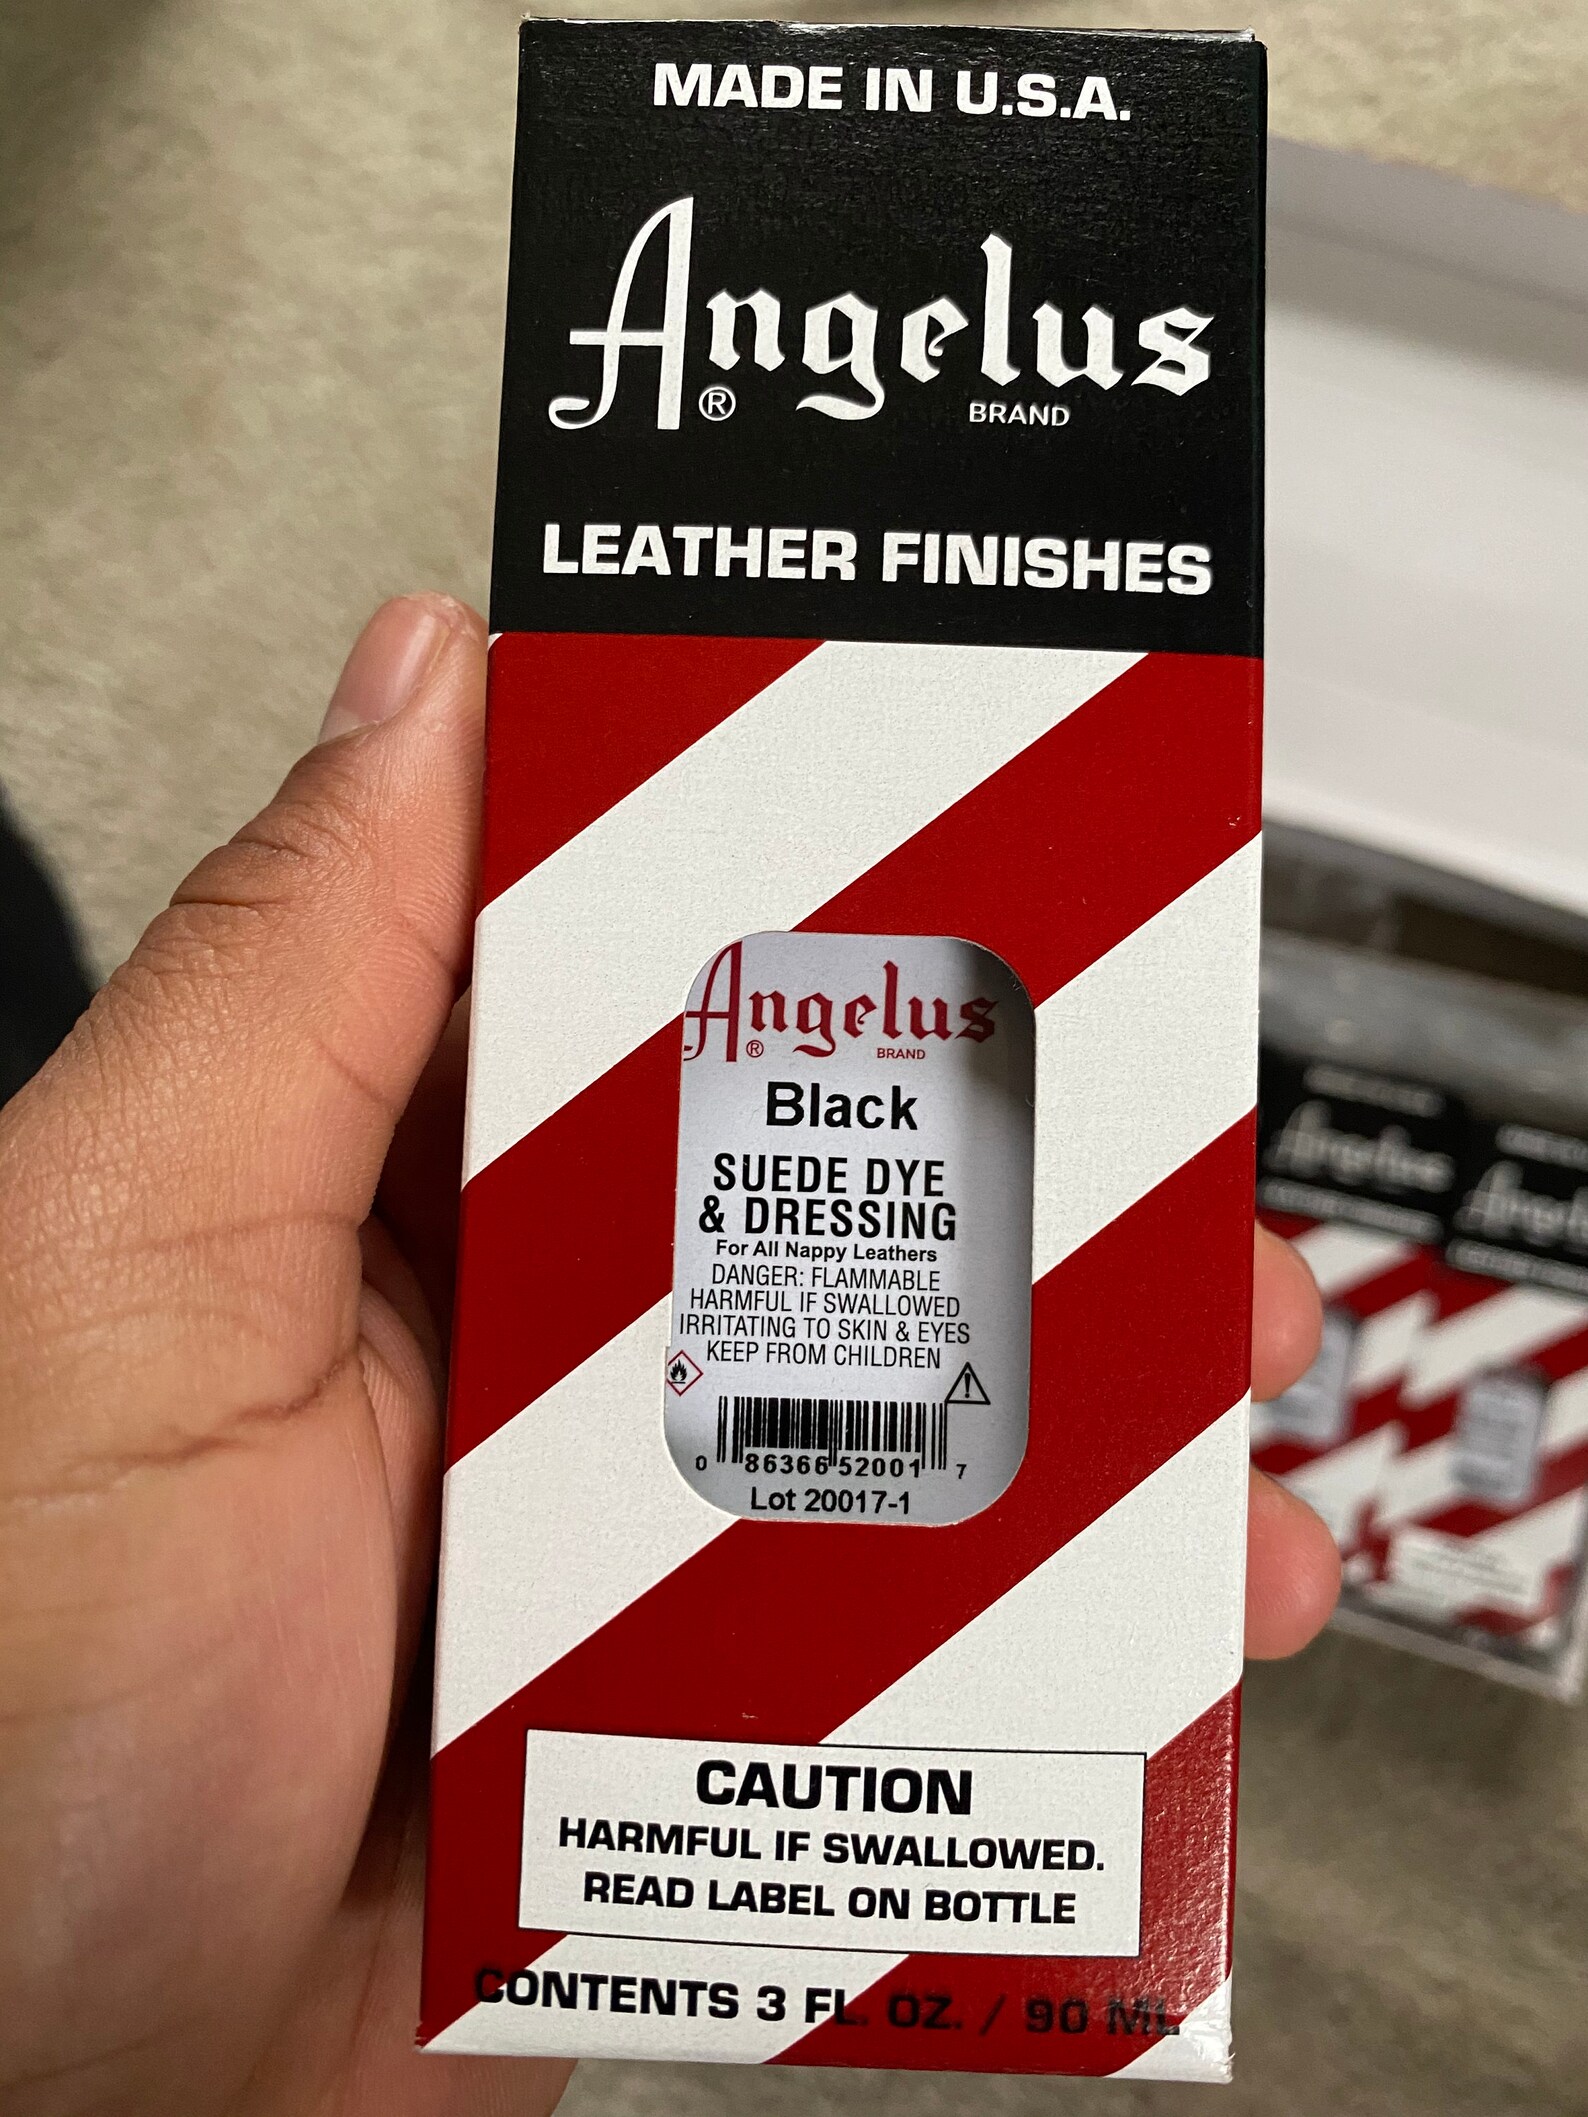 MADE IN U.S.A.
Angelus
®
BRAND
LEATHER FINISHES
Angelus
®
BRAND
Black
SUEDE DYE
& DRESSING
For All Nappy Leathers
DANGER: FLAMMABLE
HARMFUL IF SWALLOWED
IRRITATING TO SKIN & EYES
KEEP FROM CHILDREN
0 86366 52001 7
Lot 20017-1
CAUTION
HARMFUL IF SWALLOWED.
READ LABEL ON BOTTLE
CONTENTS 3 FL. OZ. / 90 ML
Angelus
Angelus